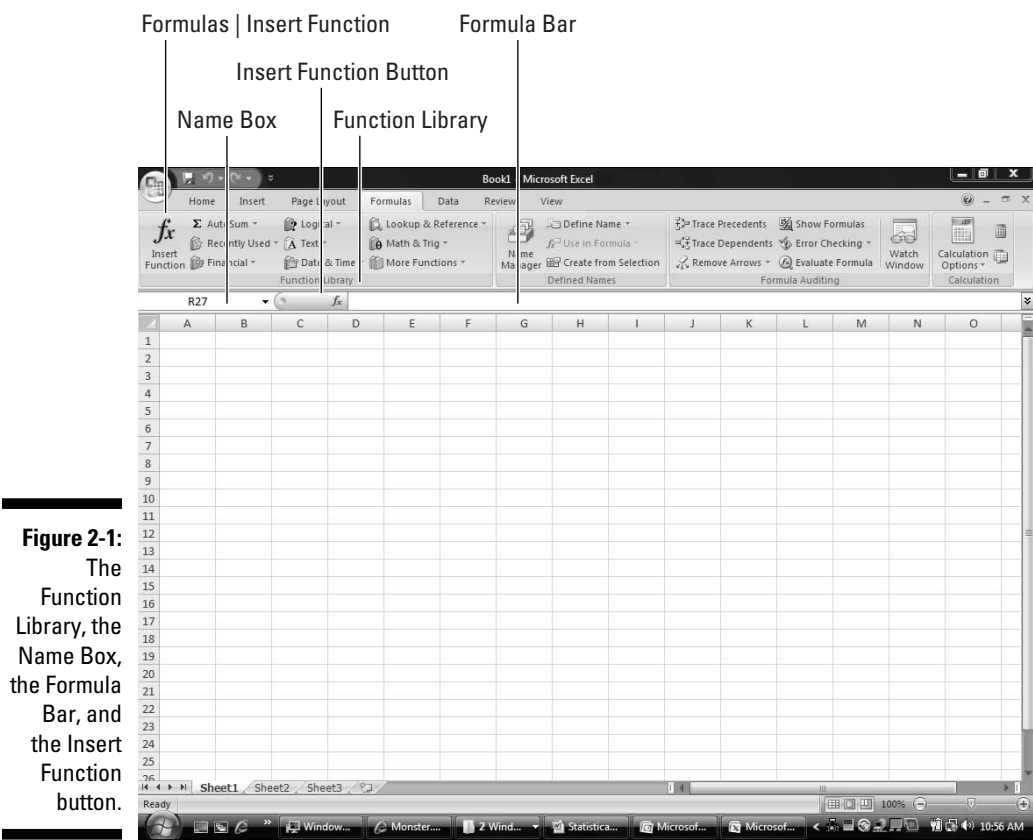 Formulas | Insert Function
Formula Bar
Insert Function Button
Name Box
Function Library
Book1 - Microsoft Excel
Home Insert Page Layout Formulas Data Review View
Insert Function
Σ AutoSum
Recently Used
Financial
Logical
Text
Date & Time
Lookup & Reference
Math & Trig
More Functions
Function Library
Name Manager
Define Name
Use in Formula
Create from Selection
Defined Names
Trace Precedents
Trace Dependents
Remove Arrows
Show Formulas
Error Checking
Evaluate Formula
Formula Auditing
Watch Window
Calculation Options
Calculation
R27 fx
A B C D E F G H I J K L M N O
1
2
3
4
5
6
7
8
9
10
11
12
13
14
15
16
17
18
19
20
21
22
23
24
25
26
Sheet1 Sheet2 Sheet3
Ready 100%
Window... Monster.... 2 Wind... Statistica... Microsof... Microsof... 10:56 AM
Figure 2-1:
The
Function
Library, the
Name Box,
the Formula
Bar, and
the Insert
Function
button.